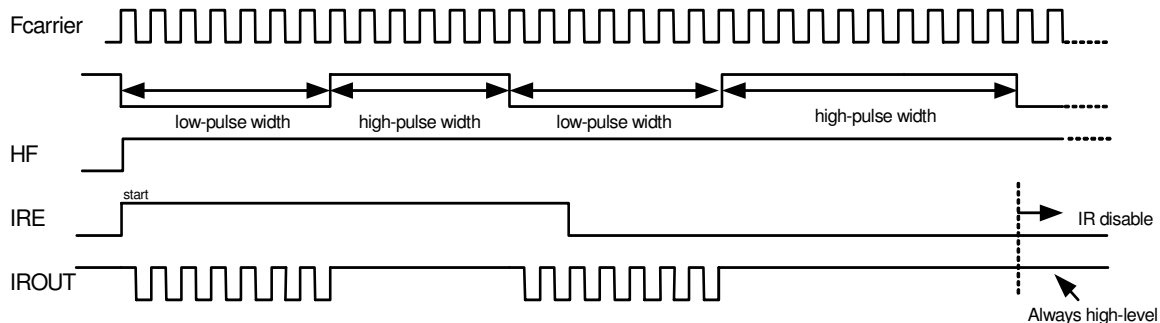 Fcarrier
low-pulse width
high-pulse width
low-pulse width
high-pulse width
HF
start
IRE
IR disable
IROUT
Always high-level